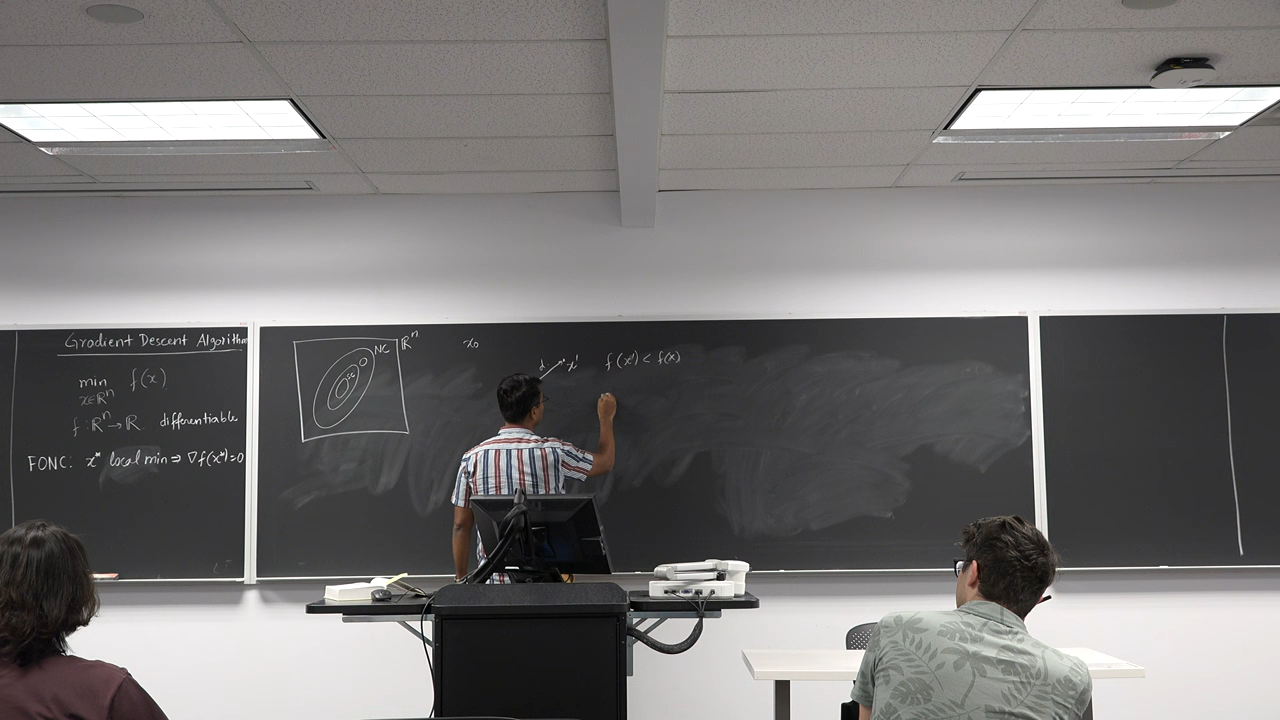 Gradient Descent Algorithm
min f(x)
x∈ℝⁿ
f: ℝⁿ → ℝ differentiable
FONC: x* local min ⇒ ∇f(x*)=0
NC ℝⁿ
x₀
d
f(x') < f(x)